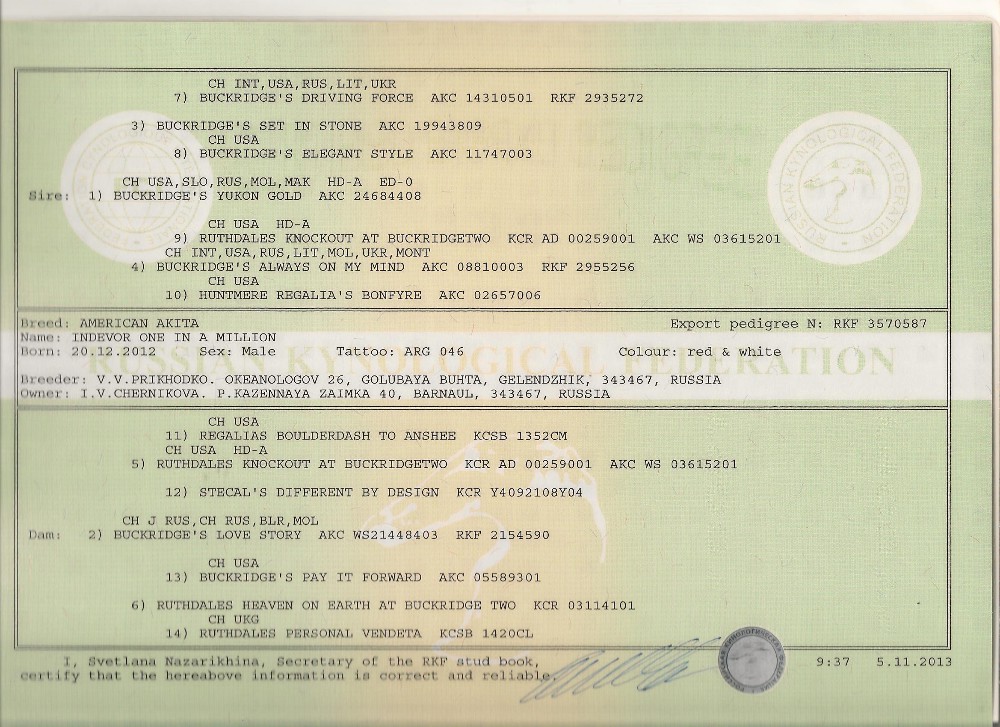 CH INT,USA,RUS,LIT,UKR
7) BUCKRIDGE'S DRIVING FORCE AKC 14310501 RKF 2935272
3) BUCKRIDGE'S SET IN STONE AKC 19943809
CH USA
8) BUCKRIDGE'S ELEGANT STYLE AKC 11747003
CH USA,SLO,RUS,MOL,MAK HD-A ED-0
Sire: 1) BUCKRIDGE'S YUKON GOLD AKC 24684408
CH USA HD-A
9) RUTHDALES KNOCKOUT AT BUCKRIDGETWO KCR AD 00259001 AKC WS 03615201
CH INT,USA,RUS,LIT,MOL,UKR,MONT
4) BUCKRIDGE'S ALWAYS ON MY MIND AKC 08810003 RKF 2955256
CH USA
10) HUNTMERE REGALIA'S BONFYRE AKC 02657006
RUSSIAN KYNOLOGICAL FEDERATION
Breed: AMERICAN AKITA Export pedigree N: RKF 3570587
Name: INDEVOR ONE IN A MILLION
Born: 20.12.2012 Sex: Male Tattoo: ARG 046 Colour: red & white
RUSSIAN KYNOLOGICAL FEDERATION
Breeder: V.V.PRIKHODKO. OKEANOLOGOV 26, GOLUBAYA BUHTA, GELENDZHIK, 343467, RUSSIA
Owner: I.V.CHERNIKOVA. P.KAZENNAYA ZAIMKA 40, BARNAUL, 343467, RUSSIA
CH USA
11) REGALIAS BOULDERDASH TO ANSHEE KCSB 1352CM
CH USA HD-A
5) RUTHDALES KNOCKOUT AT BUCKRIDGETWO KCR AD 00259001 AKC WS 03615201
12) STECAL'S DIFFERENT BY DESIGN KCR Y4092108Y04
CH J RUS,CH RUS,BLR,MOL
Dam: 2) BUCKRIDGE'S LOVE STORY AKC WS21448403 RKF 2154590
CH USA
13) BUCKRIDGE'S PAY IT FORWARD AKC 05589301
6) RUTHDALES HEAVEN ON EARTH AT BUCKRIDGE TWO KCR 03114101
CH UKG
14) RUTHDALES PERSONAL VENDETA KCSB 1420CL
I, Svetlana Nazarikhina, Secretary of the RKF stud book,
certify that the hereabove information is correct and reliable.
9:37 5.11.2013